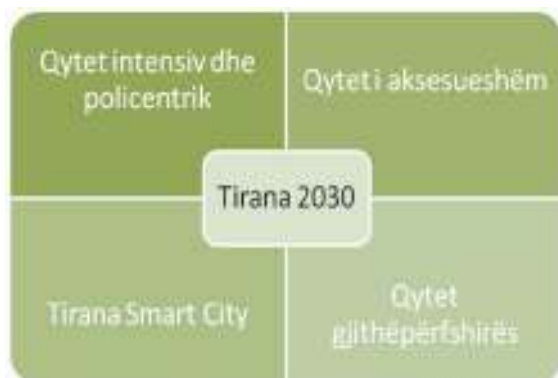 Qytet intensiv dhe
policentrik
Qytet i aksesueshëm
Tirana 2030
Tirana Smart City
Qytet
gjithëpërfshirës